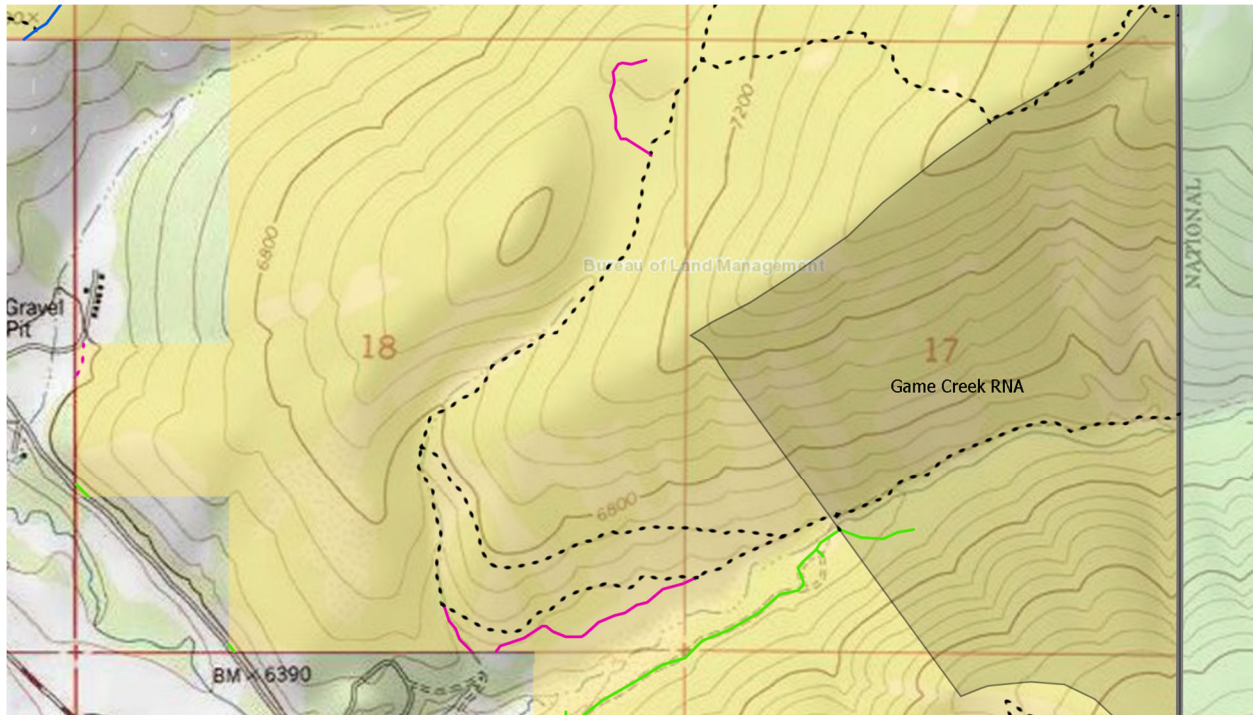 7200
NATIONAL
6800
Bureau of Land Management
Gravel
Pit
18
17
Game Creek RNA
6800
BM × 6390